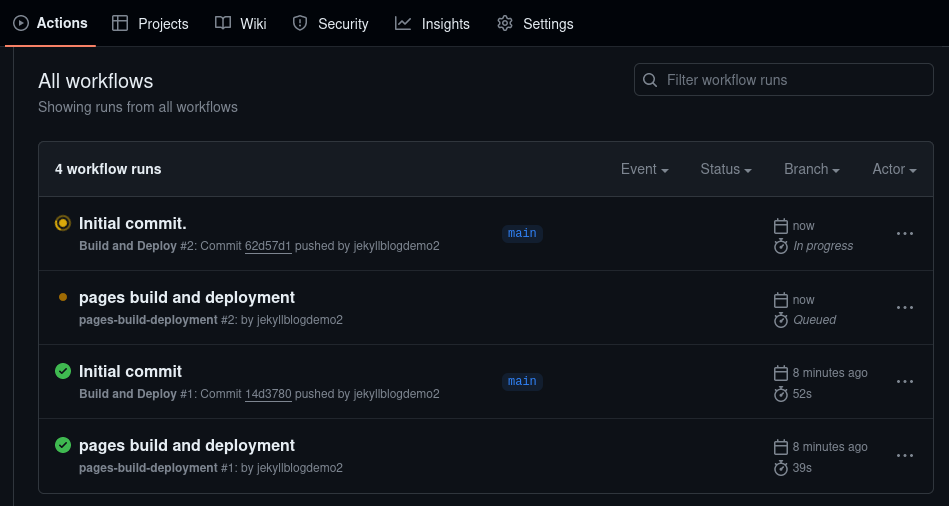 Actions Projects Wiki Security Insights Settings
All workflows
Filter workflow runs
Showing runs from all workflows
4 workflow runs Event Status Branch Actor
Initial commit.
Build and Deploy #2: Commit 62d57d1 pushed by jekyllblogdemo2
main
now
In progress
pages build and deployment
pages-build-deployment #2: by jekyllblogdemo2
now
Queued
Initial commit
Build and Deploy #1: Commit 14d3780 pushed by jekyllblogdemo2
main
8 minutes ago
52s
pages build and deployment
pages-build-deployment #1: by jekyllblogdemo2
8 minutes ago
39s